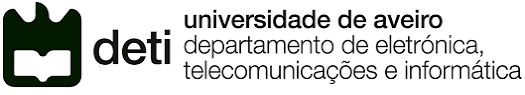 deti
universidade de aveiro
departamento de eletrónica,
telecomunicações e informática